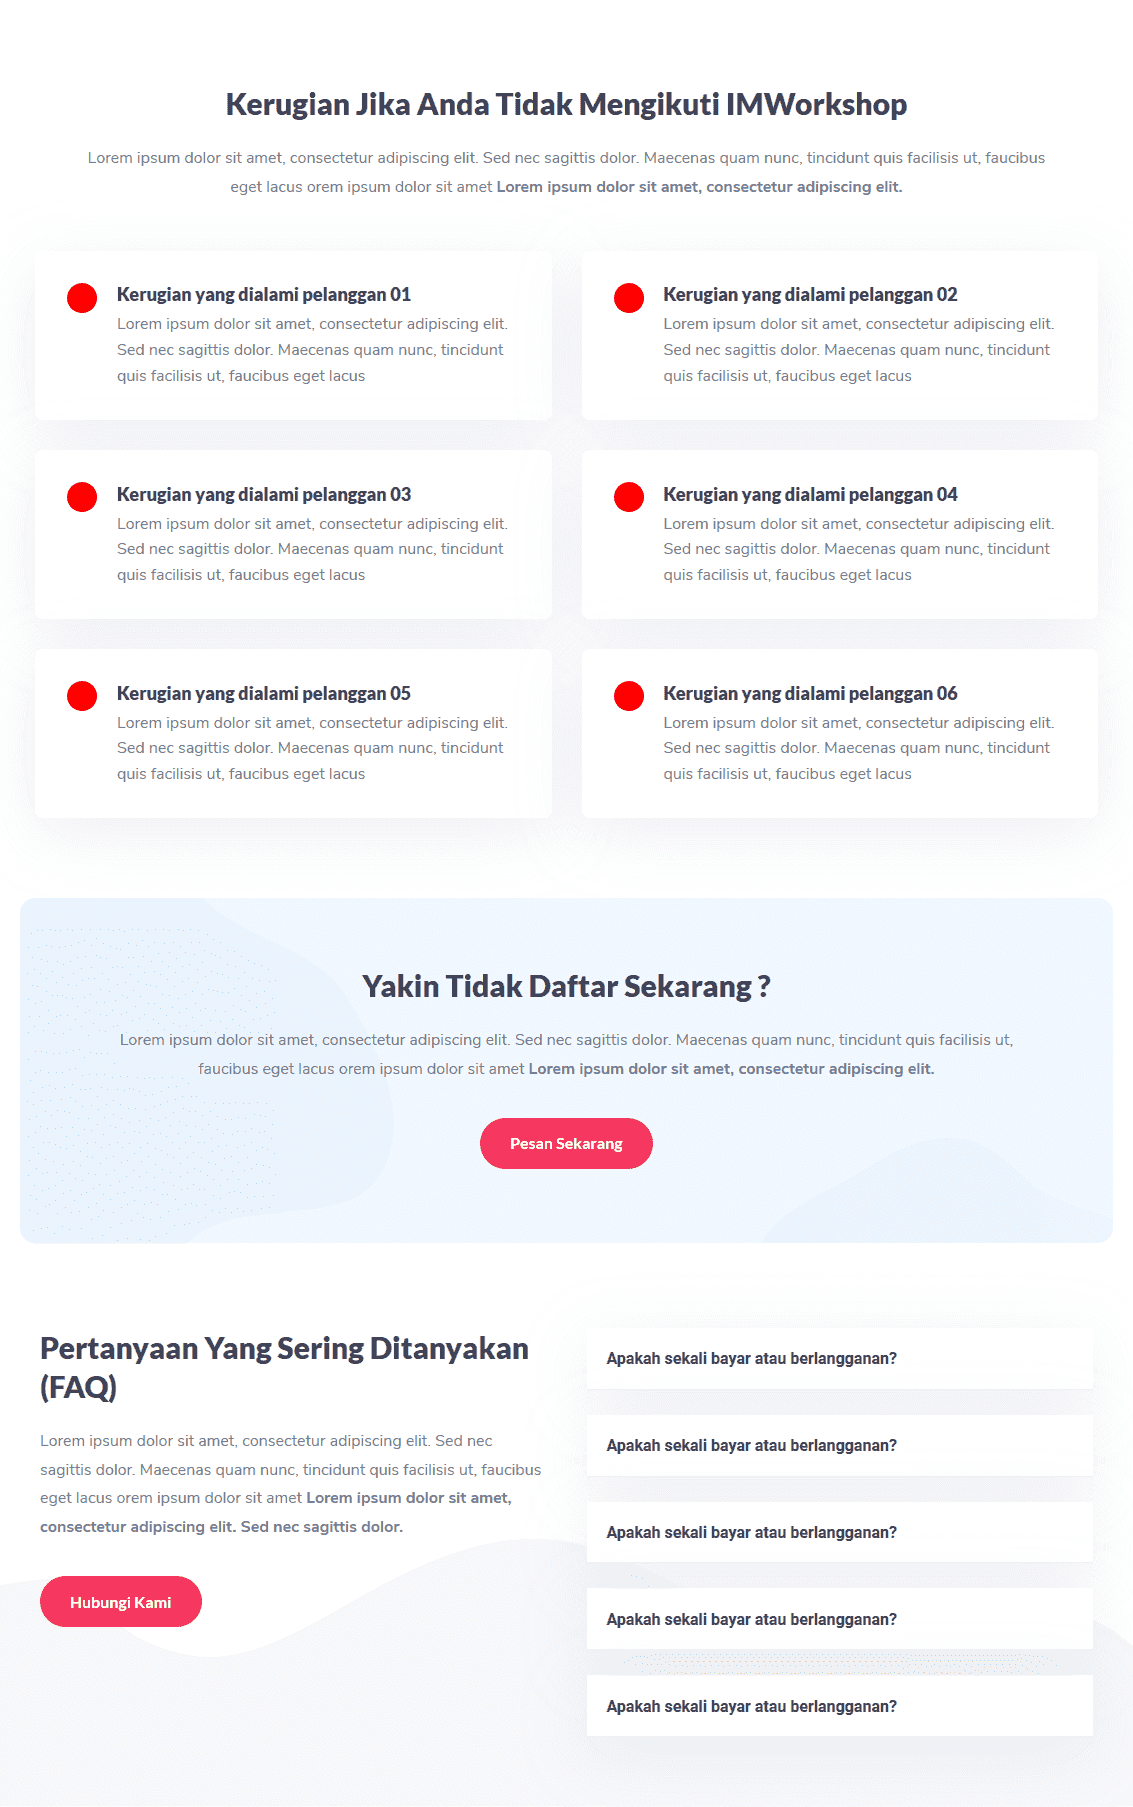 Kerugian Jika Anda Tidak Mengikuti IMWorkshop
Lorem ipsum dolor sit amet, consectetur adipiscing elit. Sed nec sagittis dolor. Maecenas quam nunc, tincidunt quis facilisis ut, faucibus
eget lacus orem ipsum dolor sit amet Lorem ipsum dolor sit amet, consectetur adipiscing elit.
Kerugian yang dialami pelanggan 01
Lorem ipsum dolor sit amet, consectetur adipiscing elit.
Sed nec sagittis dolor. Maecenas quam nunc, tincidunt
quis facilisis ut, faucibus eget lacus
Kerugian yang dialami pelanggan 02
Lorem ipsum dolor sit amet, consectetur adipiscing elit.
Sed nec sagittis dolor. Maecenas quam nunc, tincidunt
quis facilisis ut, faucibus eget lacus
Kerugian yang dialami pelanggan 03
Lorem ipsum dolor sit amet, consectetur adipiscing elit.
Sed nec sagittis dolor. Maecenas quam nunc, tincidunt
quis facilisis ut, faucibus eget lacus
Kerugian yang dialami pelanggan 04
Lorem ipsum dolor sit amet, consectetur adipiscing elit.
Sed nec sagittis dolor. Maecenas quam nunc, tincidunt
quis facilisis ut, faucibus eget lacus
Kerugian yang dialami pelanggan 05
Lorem ipsum dolor sit amet, consectetur adipiscing elit.
Sed nec sagittis dolor. Maecenas quam nunc, tincidunt
quis facilisis ut, faucibus eget lacus
Kerugian yang dialami pelanggan 06
Lorem ipsum dolor sit amet, consectetur adipiscing elit.
Sed nec sagittis dolor. Maecenas quam nunc, tincidunt
quis facilisis ut, faucibus eget lacus
Yakin Tidak Daftar Sekarang ?
Lorem ipsum dolor sit amet, consectetur adipiscing elit. Sed nec sagittis dolor. Maecenas quam nunc, tincidunt quis facilisis ut,
faucibus eget lacus orem ipsum dolor sit amet Lorem ipsum dolor sit amet, consectetur adipiscing elit.
Pesan Sekarang
Pertanyaan Yang Sering Ditanyakan
(FAQ)
Lorem ipsum dolor sit amet, consectetur adipiscing elit. Sed nec
sagittis dolor. Maecenas quam nunc, tincidunt quis facilisis ut, faucibus
eget lacus orem ipsum dolor sit amet Lorem ipsum dolor sit amet,
consectetur adipiscing elit. Sed nec sagittis dolor.
Hubungi Kami
Apakah sekali bayar atau berlangganan?
Apakah sekali bayar atau berlangganan?
Apakah sekali bayar atau berlangganan?
Apakah sekali bayar atau berlangganan?
Apakah sekali bayar atau berlangganan?